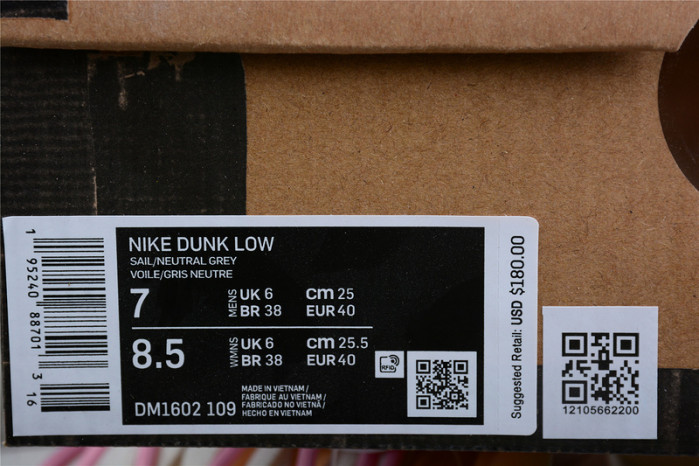 NIKE DUNK LOW
SAIL/NEUTRAL GREY
VOILE/GRIS NEUTRE
7 MENS UK 6 cm 25
BR 38 EUR 40
8.5 WMNS UK 6 cm 25.5
BR 38 EUR 40
RFID
DM1602 109
MADE IN VIETNAM /
FABRIQUÉ AU VIETNAM /
FABRICADO NO VIETNÃ /
HECHO EN VIETNAM
1 95240 88701 3 16
Suggested Retail: USD $180.00
12105662200